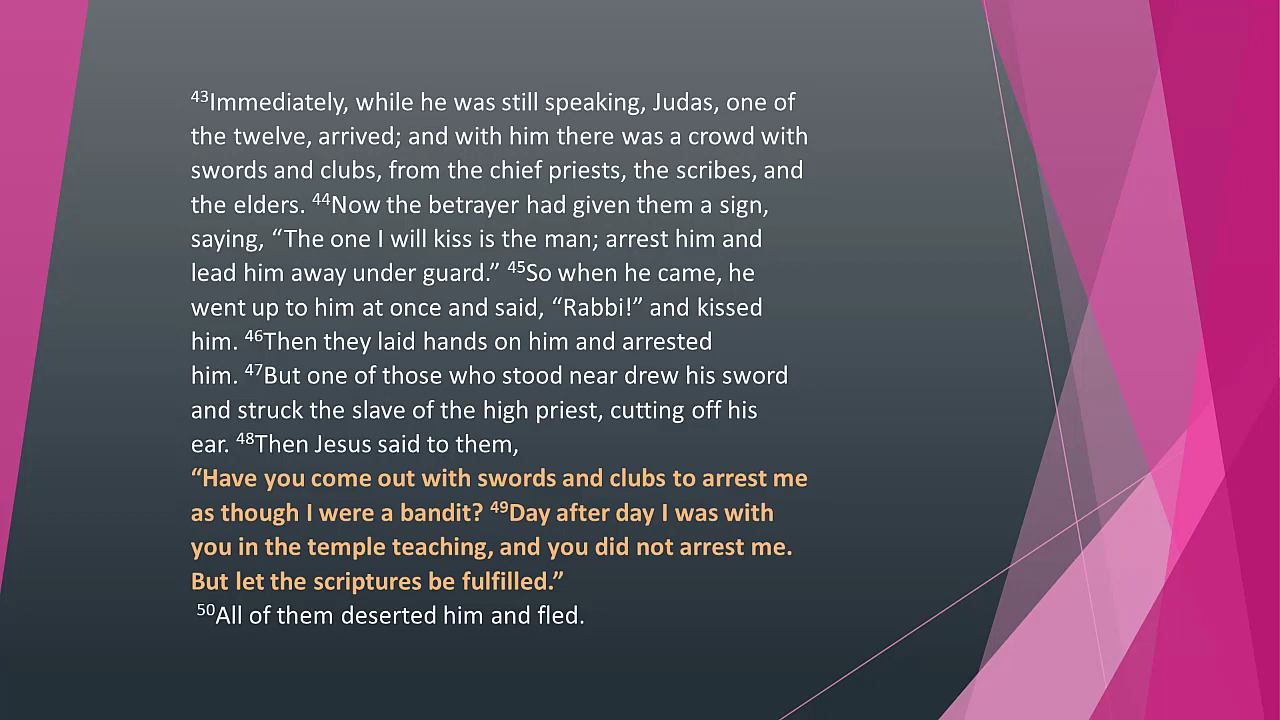 43Immediately, while he was still speaking, Judas, one of
the twelve, arrived; and with him there was a crowd with
swords and clubs, from the chief priests, the scribes, and
the elders. 44Now the betrayer had given them a sign,
saying, “The one I will kiss is the man; arrest him and
lead him away under guard.” 45So when he came, he
went up to him at once and said, “Rabbi!” and kissed
him. 46Then they laid hands on him and arrested
him. 47But one of those who stood near drew his sword
and struck the slave of the high priest, cutting off his
ear. 48Then Jesus said to them,
“Have you come out with swords and clubs to arrest me
as though I were a bandit? 49Day after day I was with
you in the temple teaching, and you did not arrest me.
But let the scriptures be fulfilled.”
50All of them deserted him and fled.